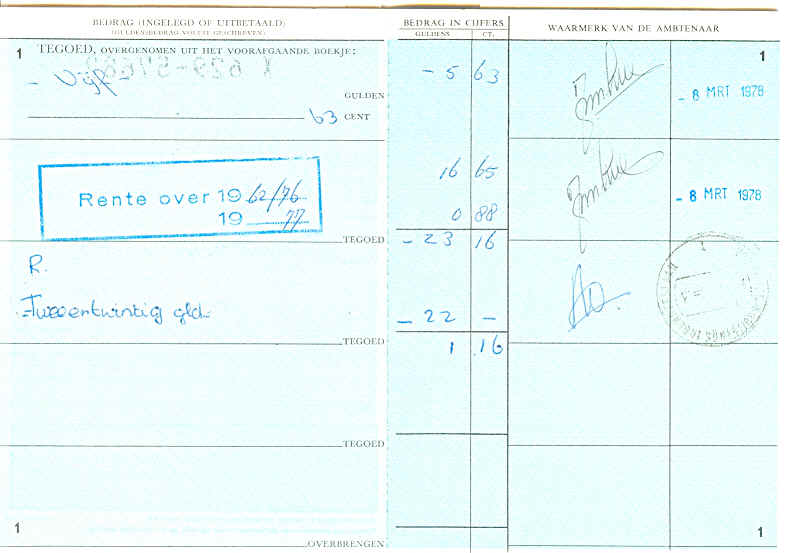 BEDRAG (INGELEGD OF UITBETAALD)
(GULDENS BEDRAG VOLUIT GESCHREVEN)
BEDRAG IN CIJFERS
GULDENS CT.
WAARMERK VAN DE AMBTENAAR
1 TEGOED, OVERGENOMEN UIT HET VOORAFGAANDE BOEKJE: 1
- Vijf -
GULDEN
- 5 63
- 8 MRT 1978
63 CENT
Rente over 19 62/76
16 65
- 8 MRT 1978
19 77
0 88
TEGOED
- 23 16
R.
Tweeentwintig gld.
- 22 -
TEGOED
1 16
TEGOED
1 1
OVERBRENGEN